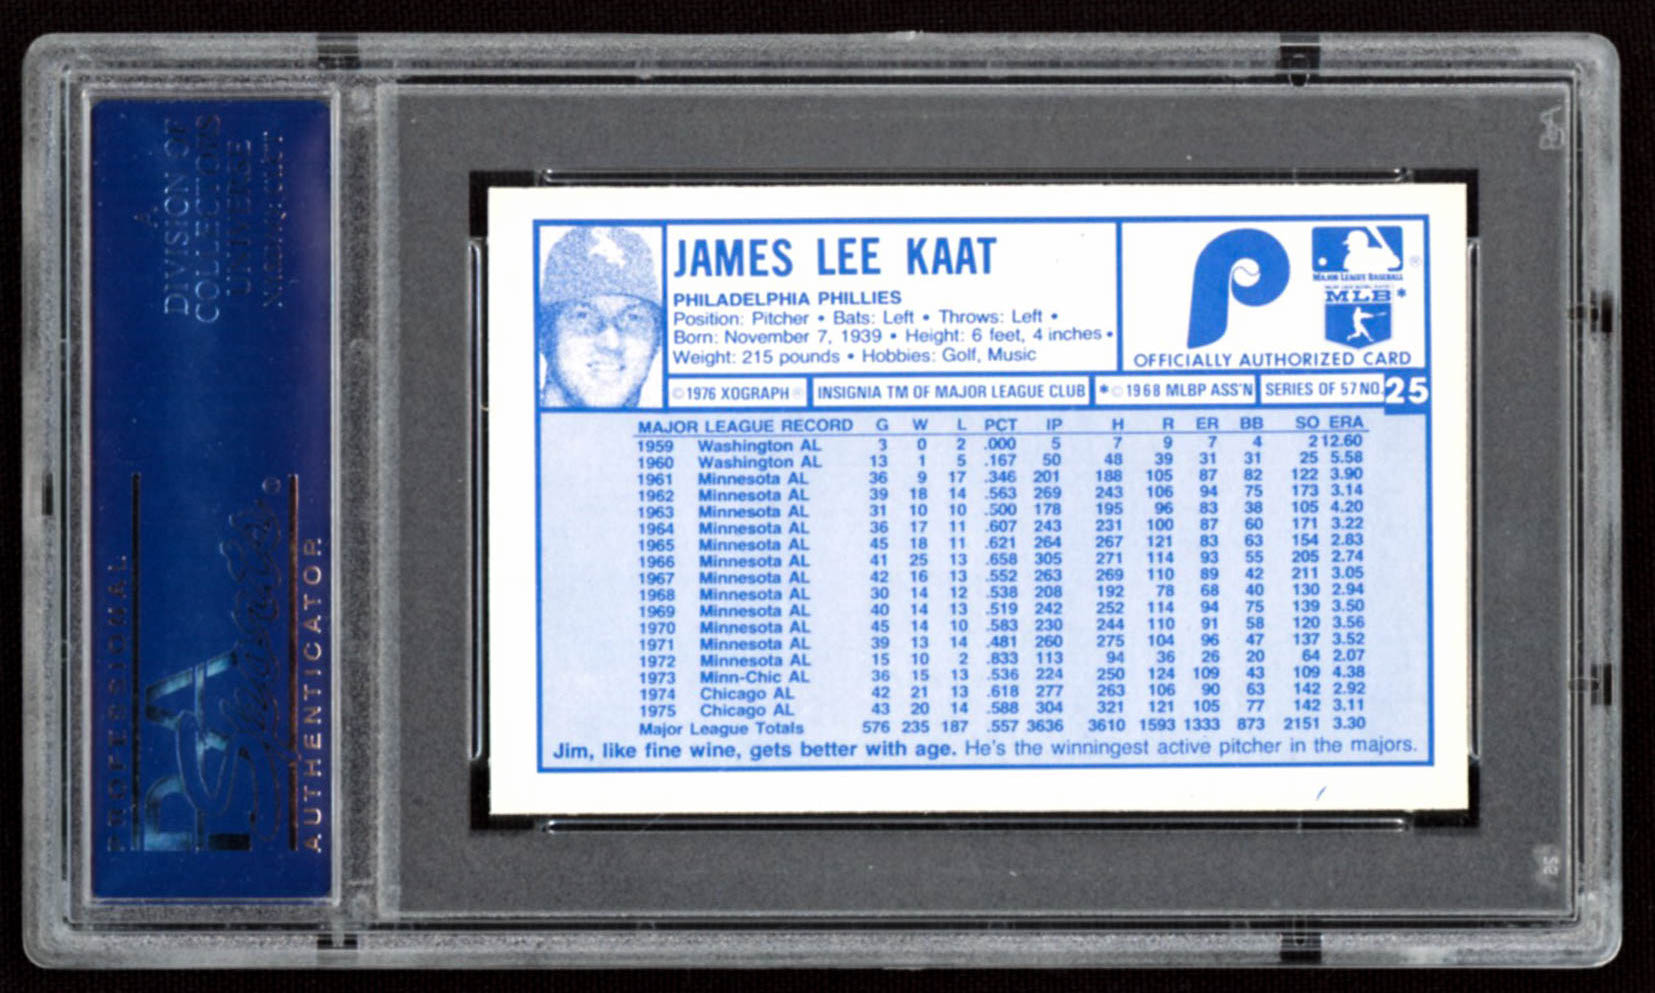 A
DIVISION OF
COLLECTORS
UNIVERSE
PROFESSIONAL
PSA
AUTHENTICATOR
PSA
JAMES LEE KAAT
PHILADELPHIA PHILLIES
Position: Pitcher • Bats: Left • Throws: Left •
Born: November 7, 1939 • Height: 6 feet, 4 inches •
Weight: 215 pounds • Hobbies: Golf, Music
P
MAJOR LEAGUE BASEBALL ®
MLB *
OFFICIALLY AUTHORIZED CARD
© 1976 XOGRAPH ® INSIGNIA TM OF MAJOR LEAGUE CLUB * © 1968 MLBP ASS'N SERIES OF 57 NO. 25
MAJOR LEAGUE RECORD G W L PCT IP H R ER BB SO ERA
1959 Washington AL 3 0 2 .000 5 7 9 7 4 2 12.60
1960 Washington AL 13 1 5 .167 50 48 39 31 31 25 5.58
1961 Minnesota AL 36 9 17 .346 201 188 105 87 82 122 3.90
1962 Minnesota AL 39 18 14 .563 269 243 106 94 75 173 3.14
1963 Minnesota AL 31 10 10 .500 178 195 96 83 38 105 4.20
1964 Minnesota AL 36 17 11 .607 243 231 100 87 60 171 3.22
1965 Minnesota AL 45 18 11 .621 264 267 121 83 63 154 2.83
1966 Minnesota AL 41 25 13 .658 305 271 114 93 55 205 2.74
1967 Minnesota AL 42 16 13 .552 263 269 110 89 42 211 3.05
1968 Minnesota AL 30 14 12 .538 208 192 78 68 40 130 2.94
1969 Minnesota AL 40 14 13 .519 242 252 114 94 75 139 3.50
1970 Minnesota AL 45 14 10 .583 230 244 110 91 58 120 3.56
1971 Minnesota AL 39 13 14 .481 260 275 104 96 47 137 3.52
1972 Minnesota AL 15 10 2 .833 113 94 36 26 20 64 2.07
1973 Minn-Chic AL 36 15 13 .536 224 250 124 109 43 109 4.38
1974 Chicago AL 42 21 13 .618 277 263 106 90 63 142 2.92
1975 Chicago AL 43 20 14 .588 304 321 121 105 77 142 3.11
Major League Totals 576 235 187 .557 3636 3610 1593 1333 873 2151 3.30
Jim, like fine wine, gets better with age. He's the winningest active pitcher in the majors.